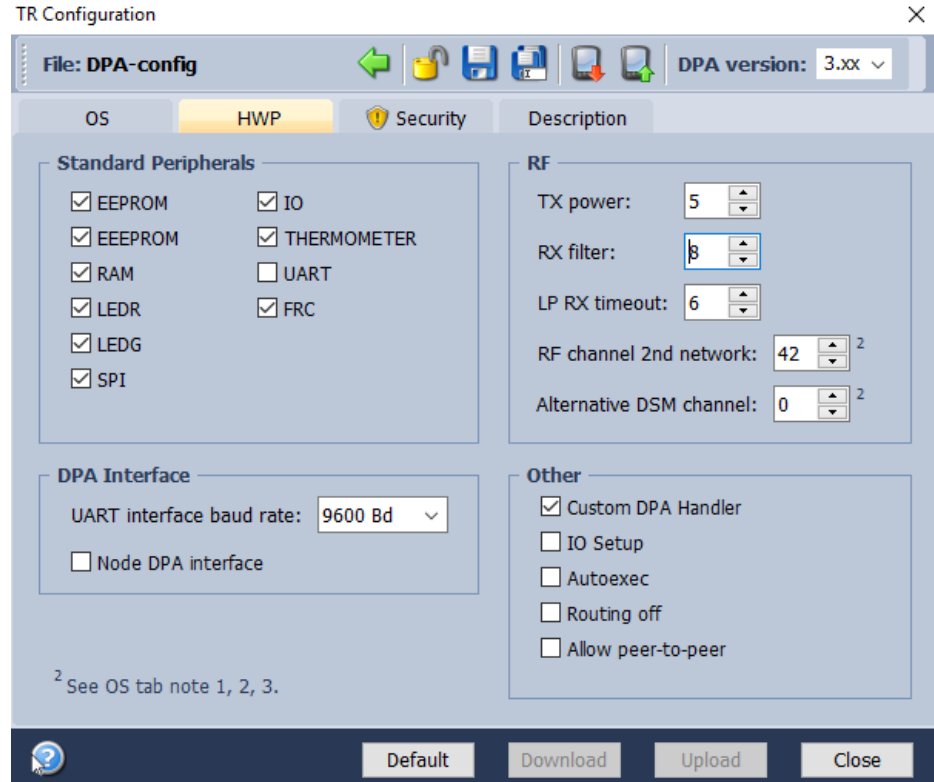 TR Configuration
File: DPA-config
DPA version: 3.xx
OS
HWP
Security
Description
Standard Peripherals
EEPROM
IO
EEEPROM
THERMOMETER
RAM
UART
LEDR
FRC
LEDG
SPI
RF
TX power: 5
RX filter: 8
LP RX timeout: 6
RF channel 2nd network: 42 2
Alternative DSM channel: 0 2
DPA Interface
UART interface baud rate: 9600 Bd
Node DPA interface
Other
Custom DPA Handler
IO Setup
Autoexec
Routing off
Allow peer-to-peer
2 See OS tab note 1, 2, 3.
Default
Download
Upload
Close